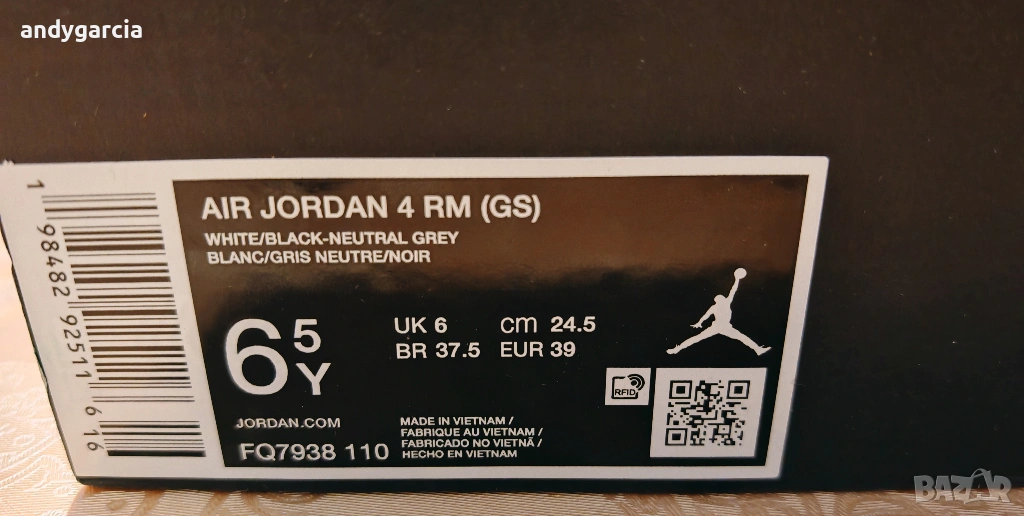 andygarcia
AIR JORDAN 4 RM (GS)
WHITE/BLACK-NEUTRAL GREY
BLANC/GRIS NEUTRE/NOIR
6 5 Y
UK 6 cm 24.5
BR 37.5 EUR 39
RFID
JORDAN.COM
FQ7938 110
MADE IN VIETNAM /
FABRIQUE AU VIETNAM /
FABRICADO NO VIETNÃ /
HECHO EN VIETNAM
1 98482 92511 6 16
BAZAR